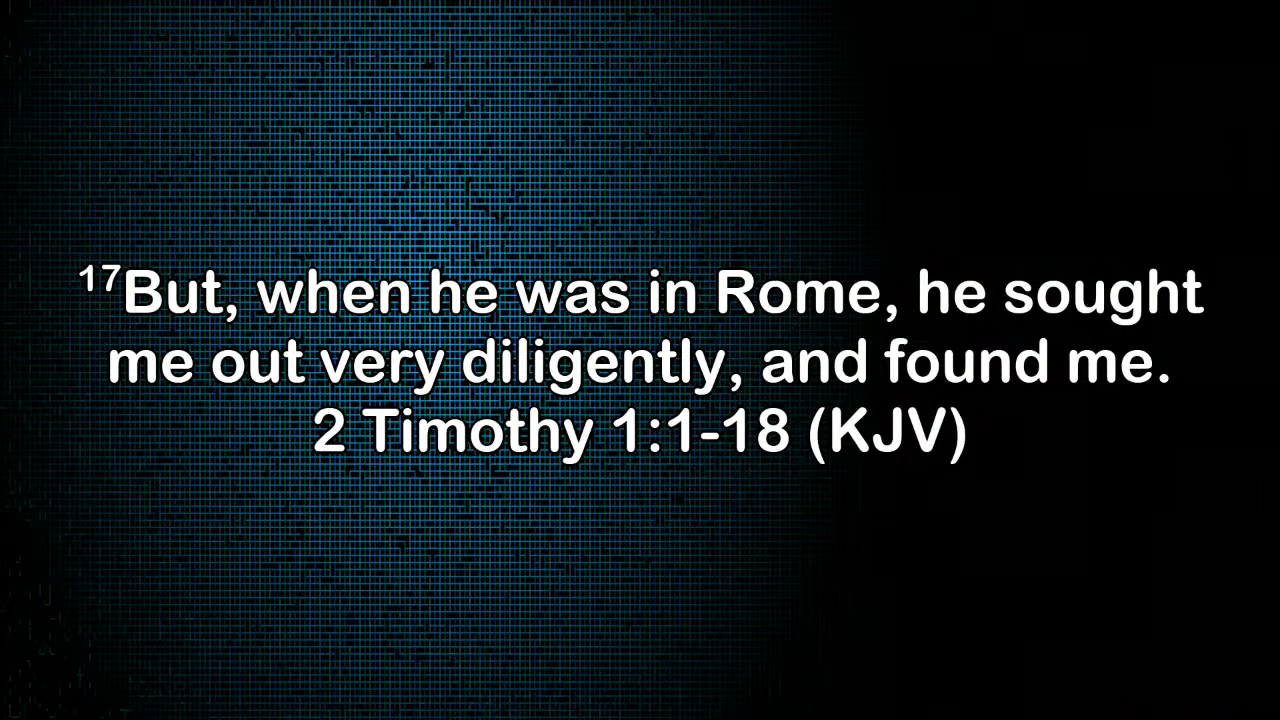 ¹⁷But, when he was in Rome, he sought
me out very diligently, and found me.
2 Timothy 1:1-18 (KJV)